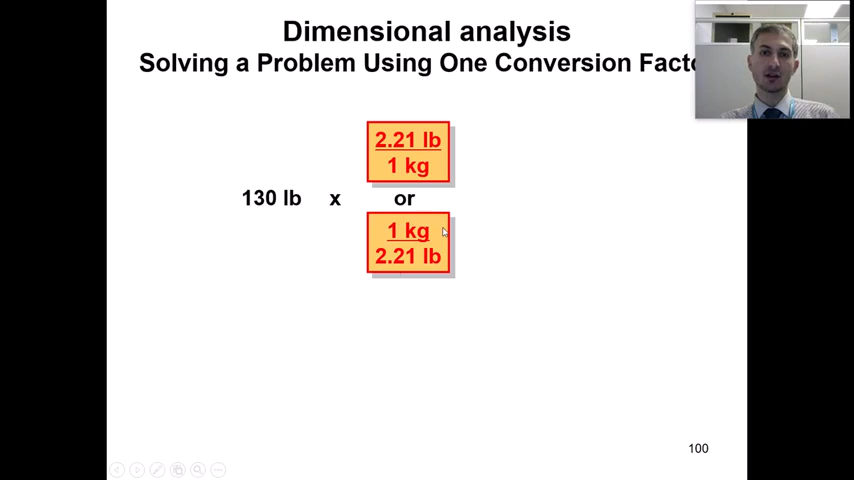 Dimensional analysis
Solving a Problem Using One Conversion Facto
2.21 lb
1 kg
130 lb x or
1 kg
2.21 lb
100